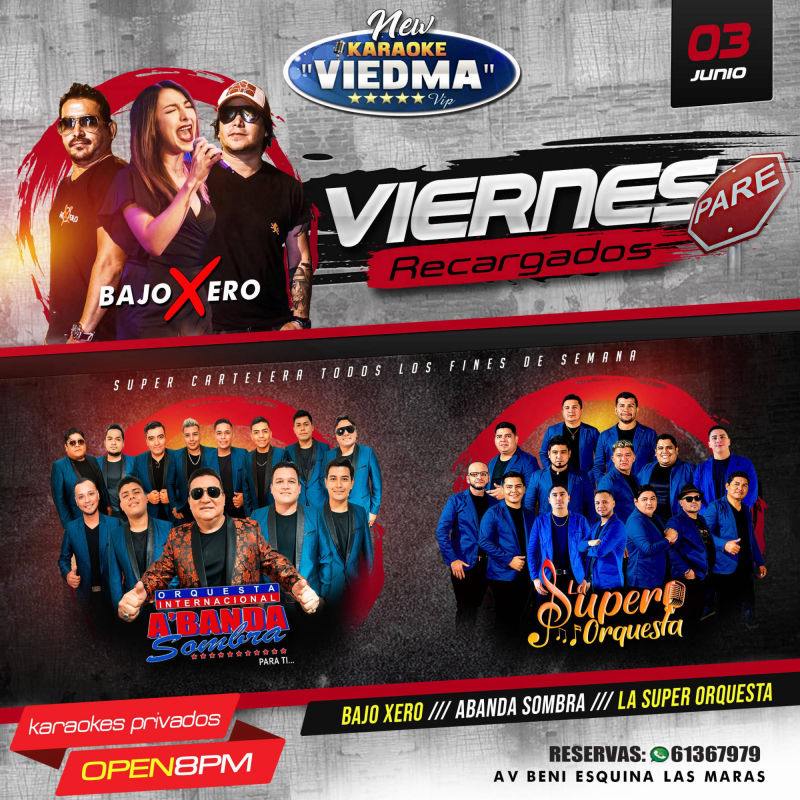 New
KARAOKE
"VIEDMA"
Vip
03
JUNIO
VIERNES
Recargados
PARE
BAJO XERO
SUPER CARTELERA TODOS LOS FINES DE SEMANA
ORQUESTA
INTERNACIONAL
A'BANDA
Sombra
PARA TI...
La
Super
Orquesta
BAJO XERO /// ABANDA SOMBRA /// LA SUPER ORQUESTA
karaokes privados
OPEN8PM
RESERVAS: 61367979
AV BENI ESQUINA LAS MARAS